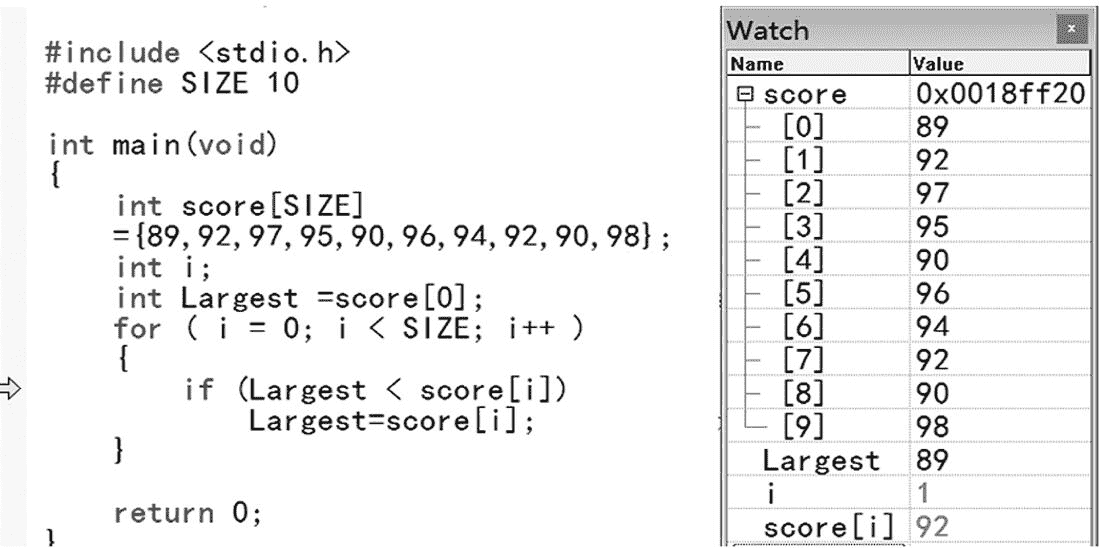 #include <stdio.h>
#define SIZE 10
int main(void)
{
int score[SIZE]
={89,92,97,95,90,96,94,92,90,98};
int i;
int Largest =score[0];
for ( i = 0; i < SIZE; i++ )
{
if (Largest < score[i])
Largest=score[i];
}
return 0;
}
Watch
Name Value
score 0x0018ff20
[0] 89
[1] 92
[2] 97
[3] 95
[4] 90
[5] 96
[6] 94
[7] 92
[8] 90
[9] 98
Largest 89
i 1
score[i] 92